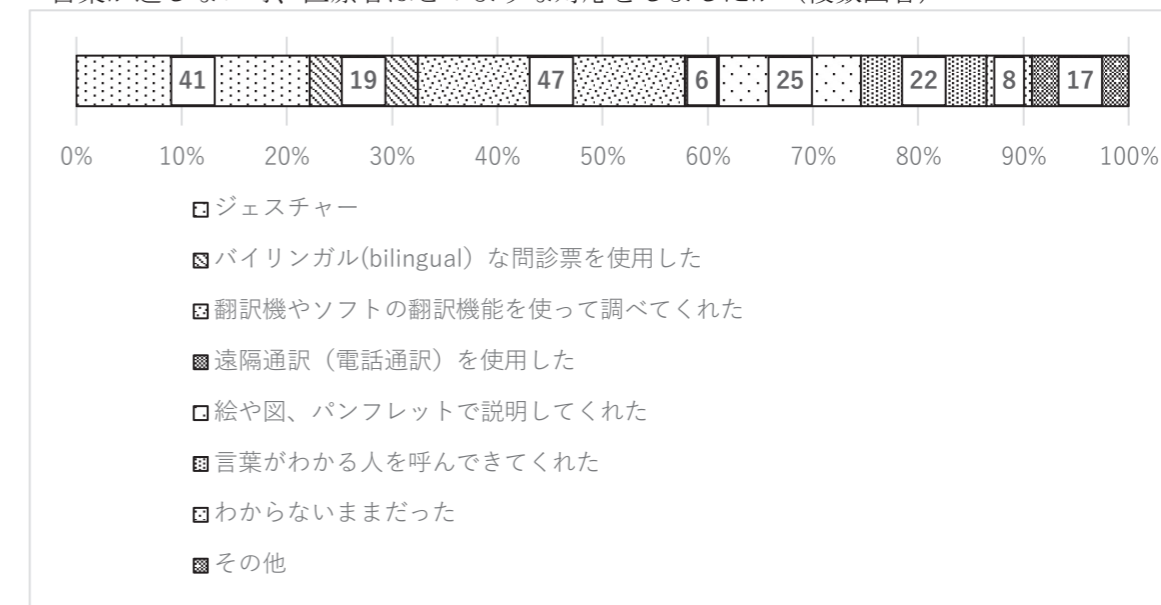 41 19 47 6 25 22 8 17
0% 10% 20% 30% 40% 50% 60% 70% 80% 90% 100%
ジェスチャー
バイリンガル(bilingual）な問診票を使用した
翻訳機やソフトの翻訳機能を使って調べてくれた
遠隔通訳（電話通訳）を使用した
絵や図、パンフレットで説明してくれた
言葉がわかる人を呼んできてくれた
わからないままだった
その他